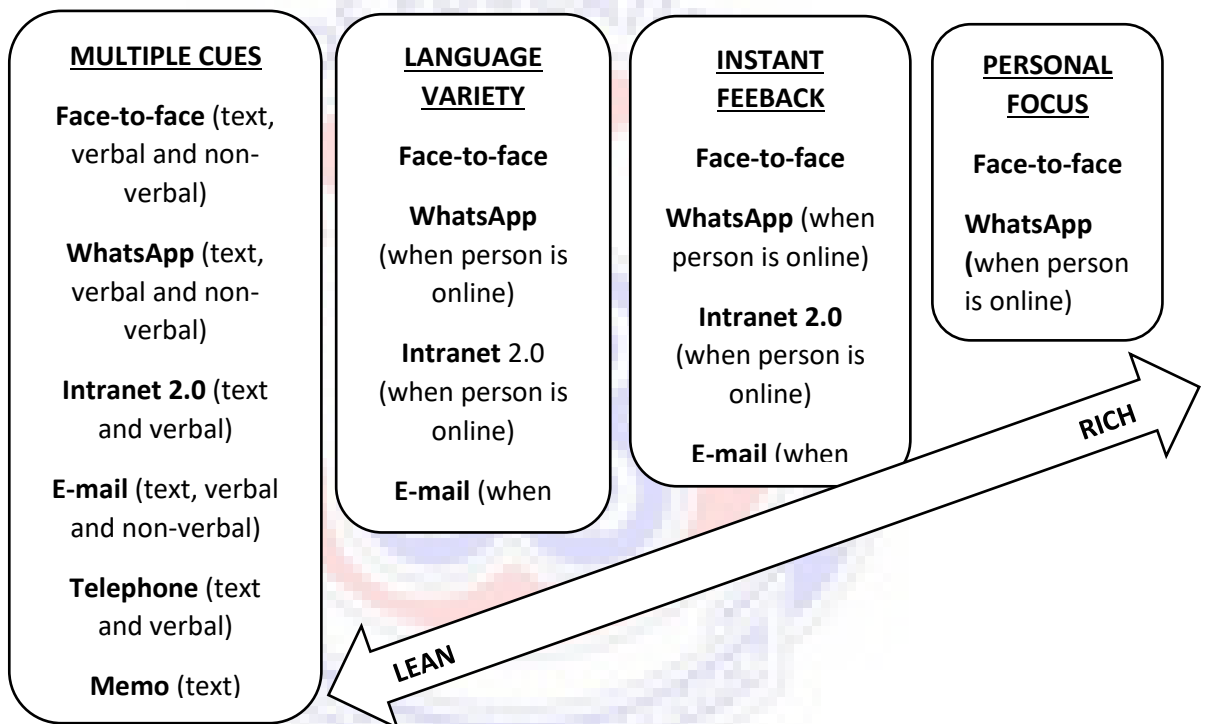 MULTIPLE CUES
Face-to-face (text,
verbal and non-
verbal)
WhatsApp (text,
verbal and non-
verbal)
Intranet 2.0 (text
and verbal)
E-mail (text, verbal
and non-verbal)
Telephone (text
and verbal)
Memo (text)
LANGUAGE
VARIETY
Face-to-face
WhatsApp
(when person is
online)
Intranet 2.0
(when person is
online)
E-mail (when
INSTANT
FEEBACK
Face-to-face
WhatsApp (when
person is online)
Intranet 2.0
(when person is
online)
E-mail (when
PERSONAL
FOCUS
Face-to-face
WhatsApp
(when person
is online)
RICH
LEAN